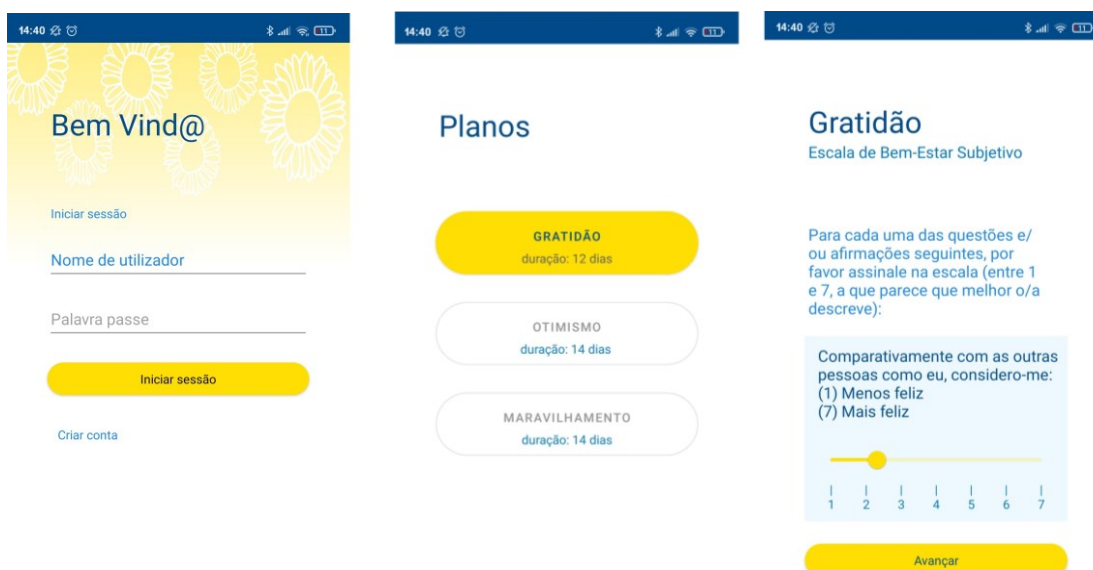 14:40
11
Bem Vind@
Iniciar sessão
Nome de utilizador
Palavra passe
Iniciar sessão
Criar conta
14:40
11
Planos
GRATIDÃO
duração: 12 dias
OTIMISMO
duração: 14 dias
MARAVILHAMENTO
duração: 14 dias
14:40
11
Gratidão
Escala de Bem-Estar Subjetivo
Para cada uma das questões e/
ou afirmações seguintes, por
favor assinale na escala (entre 1
e 7, a que parece que melhor o/a
descreve):
Comparativamente com as outras
pessoas como eu, considero-me:
(1) Menos feliz
(7) Mais feliz
1 2 3 4 5 6 7
Avançar